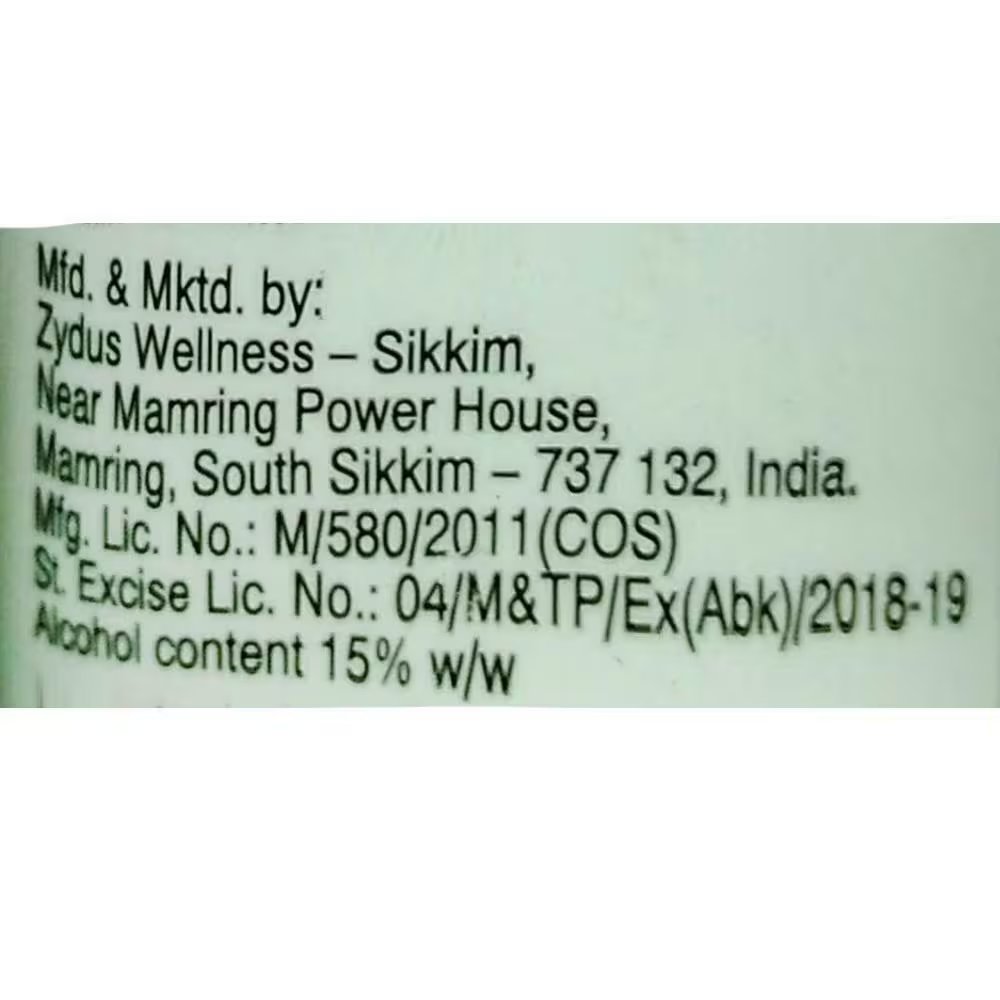 Mfd. & Mktd. by:
Zydus Wellness – Sikkim,
Near Mamring Power House,
Mamring, South Sikkim – 737 132, India.
Mfg. Lic. No.: M/580/2011(COS)
St. Excise Lic. No.: 04/M&TP/Ex(Abk)/2018-19
Alcohol content 15% w/w